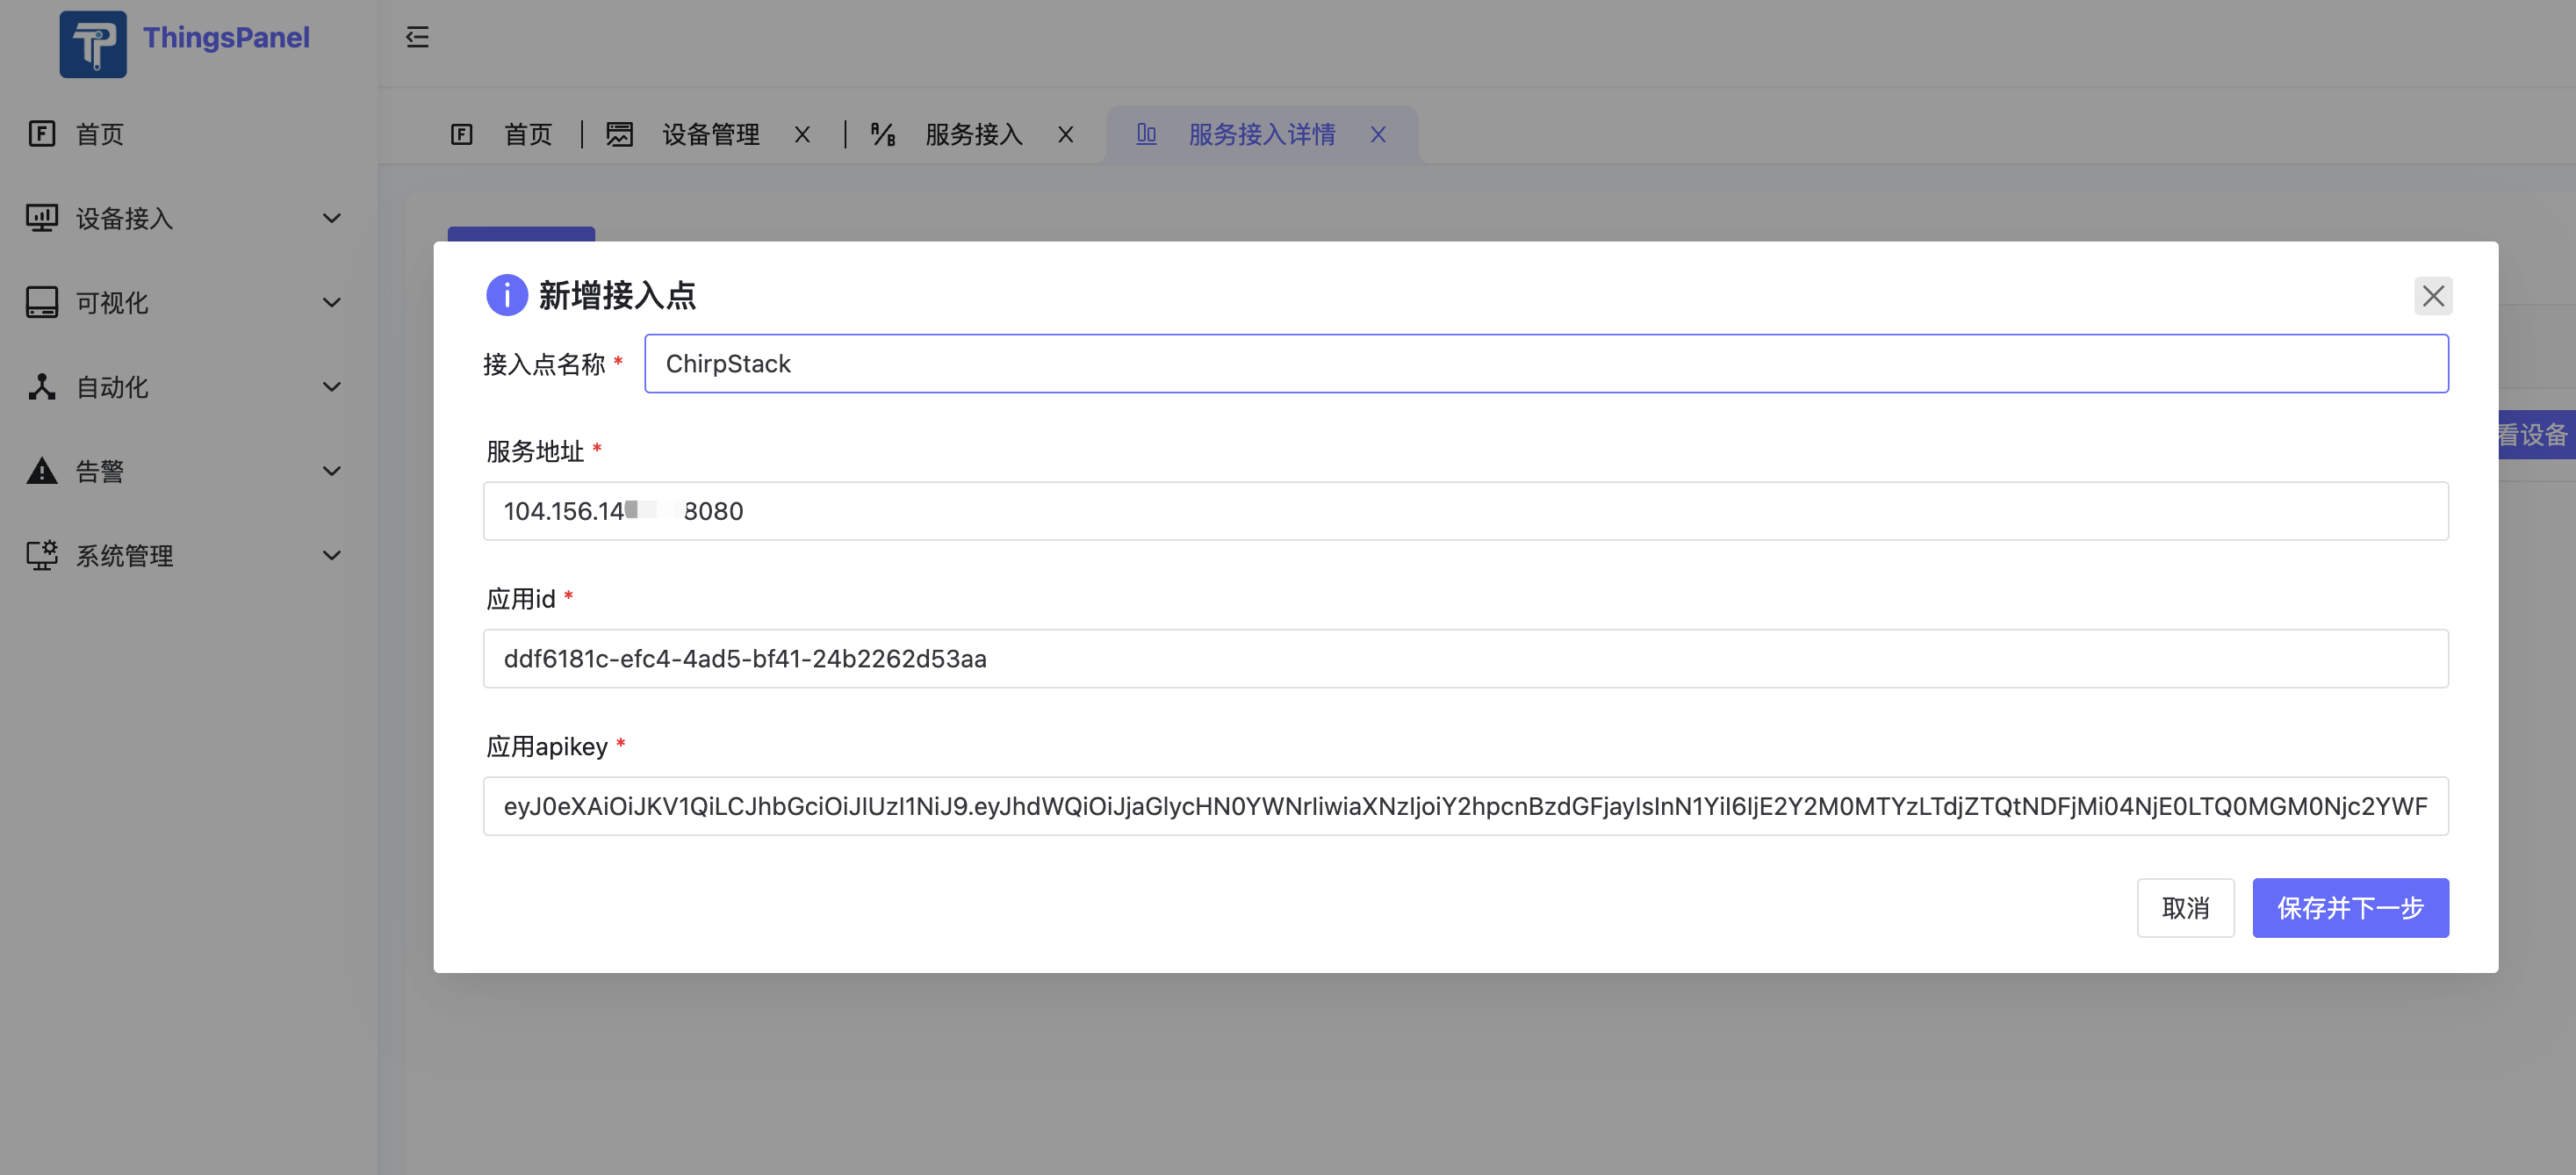 ThingsPanel
首页
设备接入
可视化
自动化
告警
系统管理
首页
设备管理
服务接入
服务接入详情
看设备
新增接入点
接入点名称 *
ChirpStack
服务地址 *
104.156.14 8080
应用id *
ddf6181c-efc4-4ad5-bf41-24b2262d53aa
应用apikey *
eyJ0eXAiOiJKV1QiLCJhbGciOiJIUzI1NiJ9.eyJhdWQiOiJjaGlycHN0YWNrIiwiaXNzIjoiY2hpcnBzdGFjayIsInN1YiI6IjE2Y2M0MTYzLTdjZTQtNDFjMi04NjE0LTQ0MGM0Njc2YWF
取消
保存并下一步